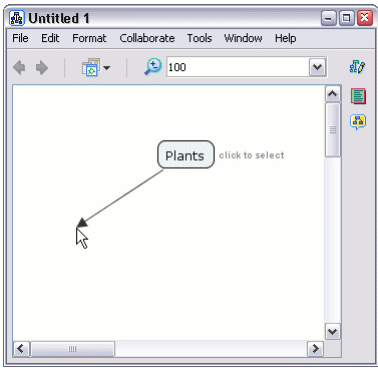 Untitled 1
File Edit Format Collaborate Tools Window Help
100
Plants click to select